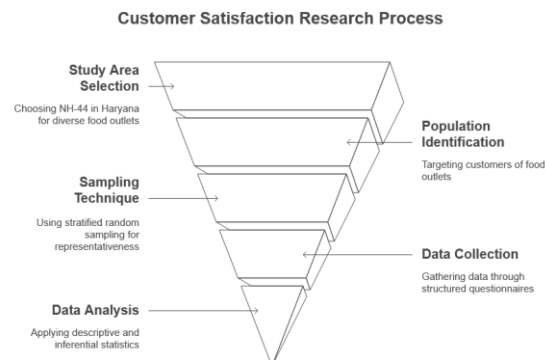 Customer Satisfaction Research Process
Study Area
Selection
Choosing NH-44 in Haryana
for diverse food outlets
Population
Identification
Targeting customers of food
outlets
Sampling
Technique
Using stratified random
sampling for
representativeness
Data Collection
Gathering data through
structured questionnaires
Data Analysis
Applying descriptive and
inferential statistics